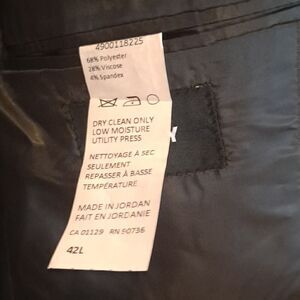 4900118225
68% Polyester
28% Viscose
4% Spandex
DRY CLEAN ONLY
LOW MOISTURE
UTILITY PRESS
NETTOYAGE À SEC
SEULEMENT
REPASSER À BASSE
TEMPÉRATURE
MADE IN JORDAN
FAIT EN JORDANIE
CA 01129 RN 50736
42L